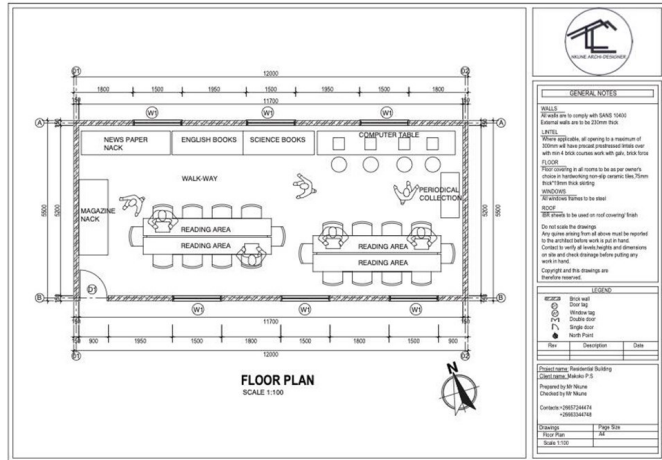 D1
D2
12000
1800
1500
1950
1500
1950
1500
1800
150
11700
150
W1
W1
W1
A
A
NEWS PAPER
NACK
ENGLISH BOOKS
SCIENCE BOOKS
COMPUTER TABLE
WALK-WAY
PERIODICAL
COLLECTION
MAGAZINE
NACK
READING AREA
READING AREA
READING AREA
READING AREA
5200
5200
D1
B
B
W1
W1
W1
11700
150
900
1950
1500
1500
1500
150
12000
D1
D2
FLOOR PLAN
SCALE 1:100
N
NKUNE ARCHI-DESIGNER
GENERAL NOTES
WALLS
All walls are to comply with SANS 10400
External walls are to be 230mm thick
LINTEL
Where applicable, all opening to a maximum of
300mm will have precast prestressed lintels over
with min 4 brick courses work with galv, brick force
FLOOR
Floor covering in all rooms to be as per owner's
choice in hardworking non-slip ceramic tiles,75mm
thick*19mm thick skirting
WINDOWS
All windows frames to be steel
ROOF
IBR sheets to be used on roof covering/ finish
Do not scale the drawings
Any quires arising from all above must be reported
to the architect before work is put in hand.
Contact to verify all levels,heights and dimensions
on site and check drainage before putting any
work in hand.
Copyright and this drawings are
therefore reserved.
LEGEND
Brick wall
Door tag
Window tag
Double door
Single door
North Point
Rev Description Date
Project name: Residential Building
Client name: Makoko P.S
Prepared by Mr Nkune
Checked by Mr Nkune
Contacts:+26657244474
+26663344748
Drawings Page Size
Floor Plan A4
Scale 1:100